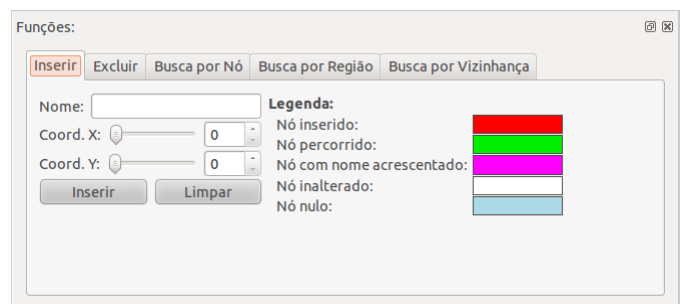 Funções:
Inserir Excluir Busca por Nó Busca por Região Busca por Vizinhança
Nome:
Coord. X: 0
Coord. Y: 0
Inserir Limpar
Legenda:
Nó inserido:
Nó percorrido:
Nó com nome acrescentado:
Nó inalterado:
Nó nulo: